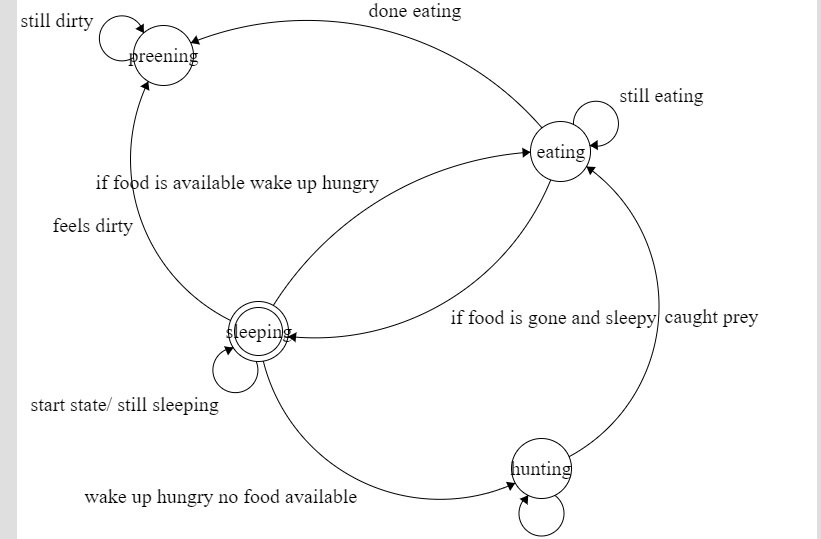 done eating
still dirty
preening
still eating
eating
if food is available wake up hungry
feels dirty
if food is gone and sleepy
caught prey
sleeping
start state/ still sleeping
hunting
wake up hungry no food available